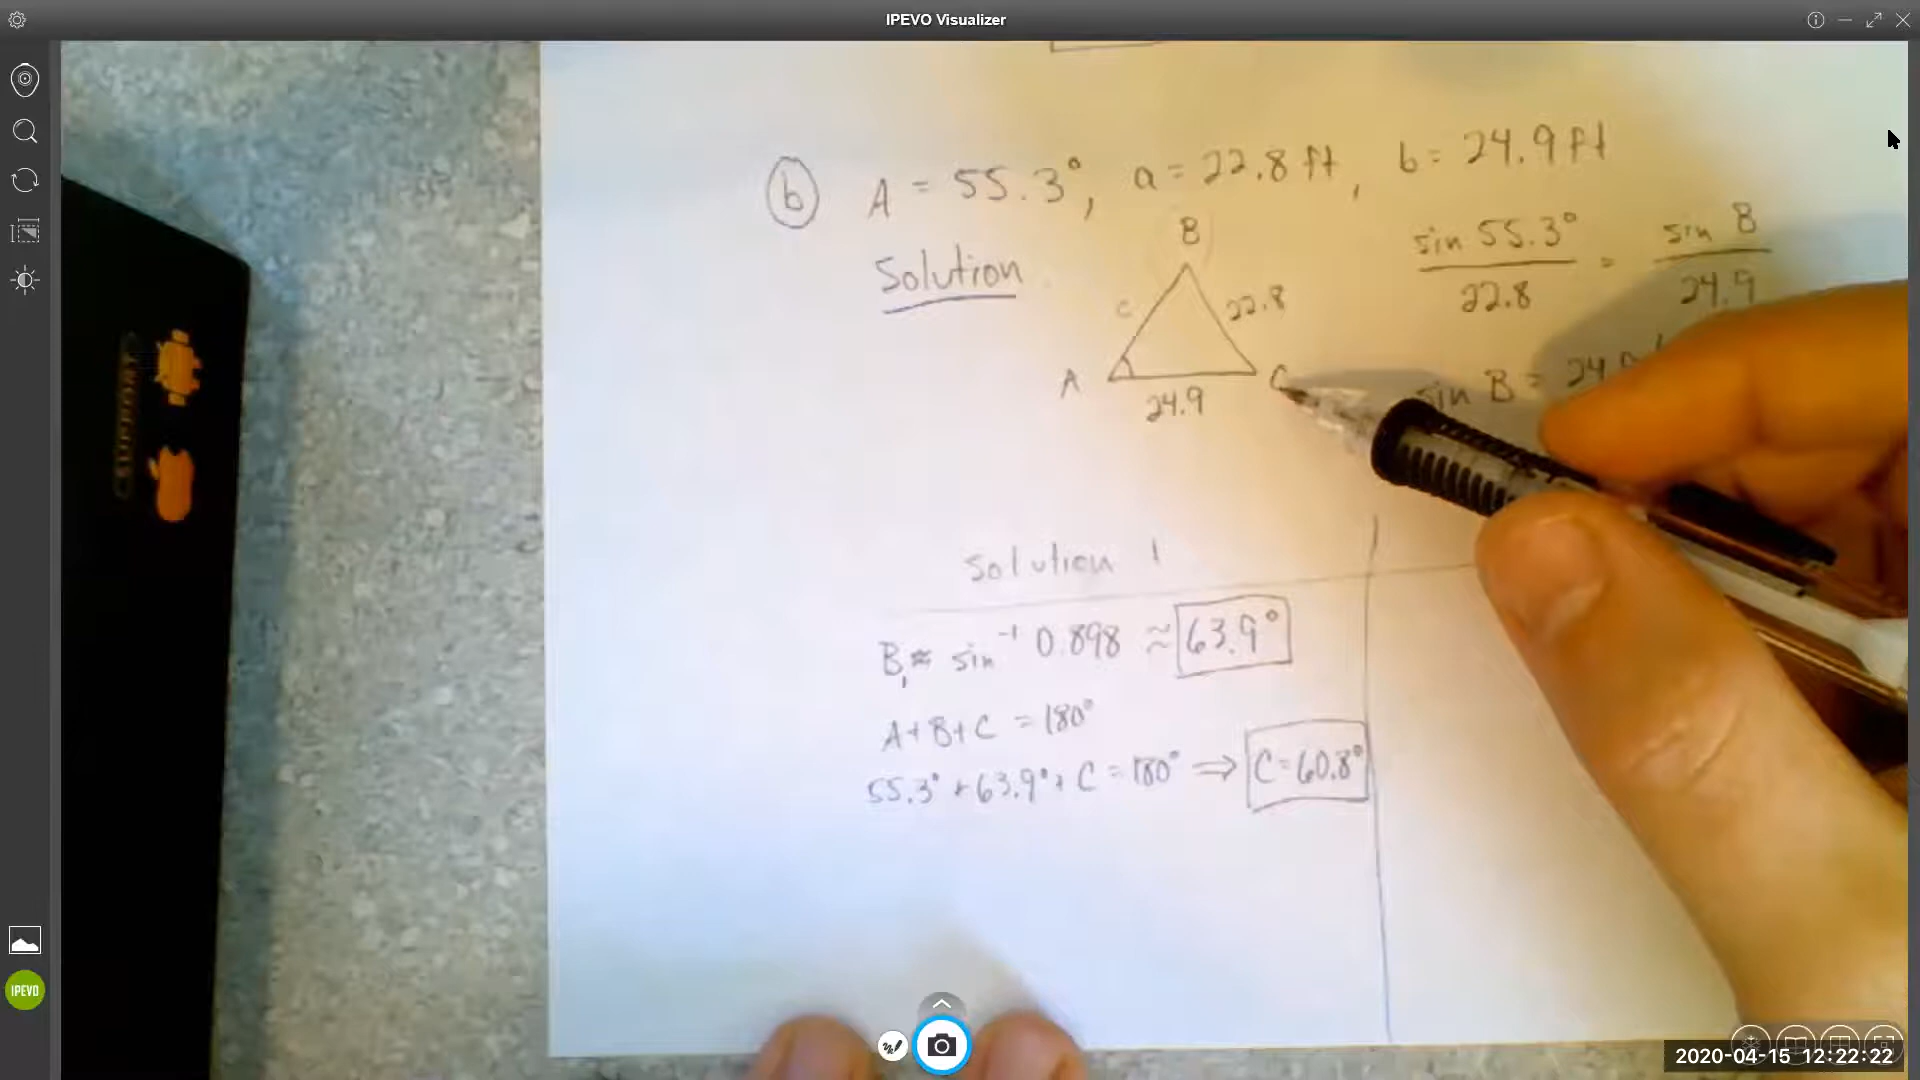 IPEVO Visualizer
b A = 55.3°, a = 22.8 ft, b = 24.9 ft
Solution
B
c 22.8
A C
24.9
sin 55.3° / 22.8 = sin B / 24.9
sin B = 24.9
Solution 1
B₁ ≈ sin⁻¹ 0.898 ≈ 63.9°
A+B+C = 180°
55.3° + 63.9° + C = 180° ⇒ C = 60.8°
IPEVO
2020-04-15 12:22:22